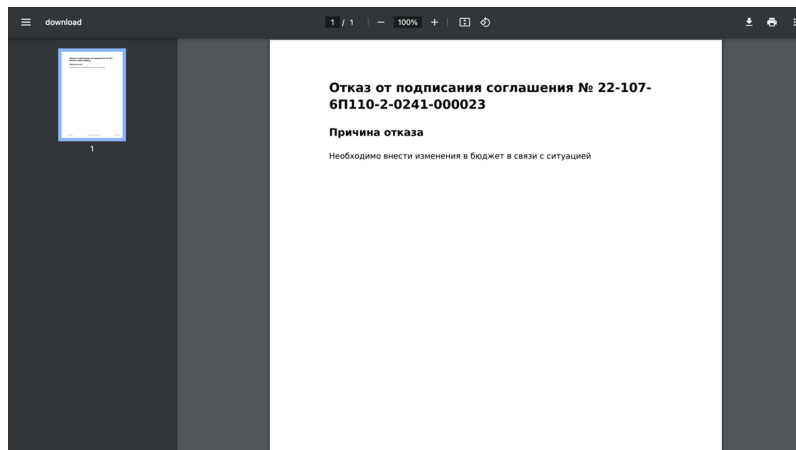 download
1 / 1
100%
1
Отказ от подписания соглашения № 22-107-
6П110-2-0241-000023
Причина отказа
Необходимо внести изменения в бюджет в связи с ситуацией